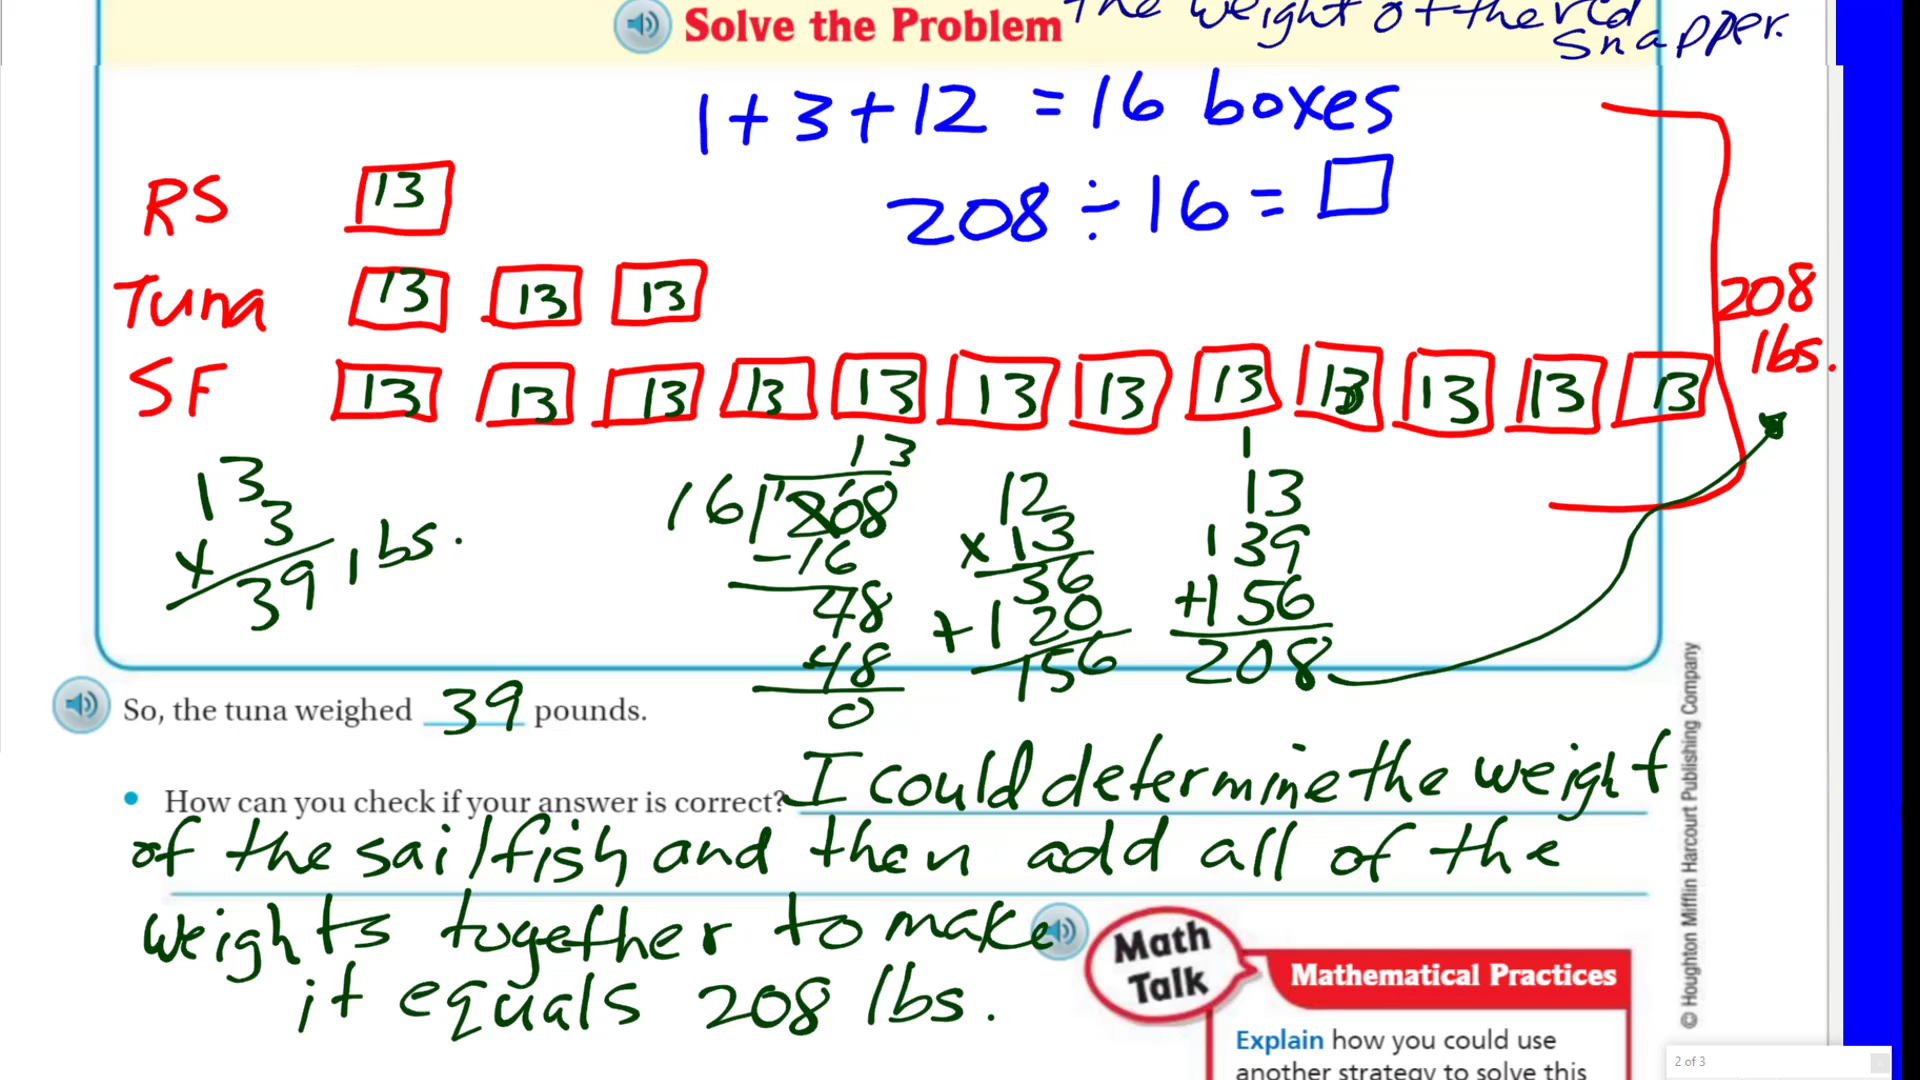 Solve the Problem
The weight of the red
snapper.
1 + 3 + 12 = 16 boxes
208 ÷ 16 = □
RS 13
Tuna 13 13 13
SF 13 13 13 13 13 13 13 13 13 13 13 13
208
lbs.
13
x 3
39 lbs.
13
16 208
-16
48
48
0
12
x 13
36
+120
156
1
13
139
+156
208
So, the tuna weighed 39 pounds.
• How can you check if your answer is correct? I could determine the weight
of the sailfish and then add all of the
weights together to make
it equals 208 lbs.
Math
Talk
Mathematical Practices
Explain how you could use
another strategy to solve this
© Houghton Mifflin Harcourt Publishing Company
2 of 3